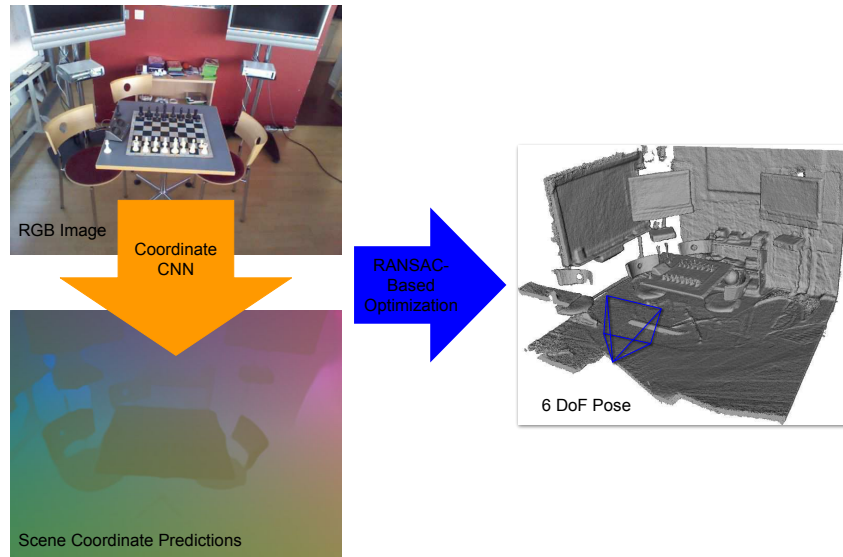 RGB Image
Coordinate
CNN
RANSAC-
Based
Optimization
6 DoF Pose
Scene Coordinate Predictions